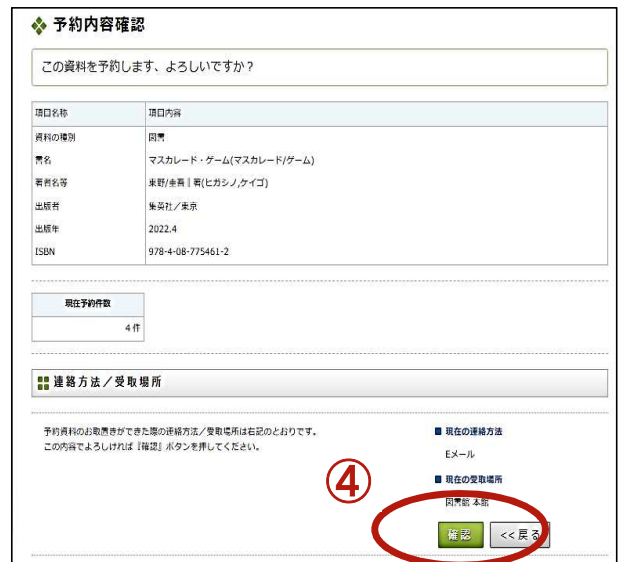 予約内容確認
この資料を予約します、よろしいですか？
項目名称 項目内容
資料の種別 図書
書名 マスカレード・ゲーム(マスカレード/ゲーム)
著者名等 東野/圭吾｜著(ヒガシノ,ケイゴ)
出版者 集英社／東京
出版年 2022.4
ISBN 978-4-08-775461-2
現在予約件数
4 件
連絡方法／受取場所
予約資料のお取置きができた際の連絡方法／受取場所は右記のとおりです。
この内容でよろしければ『確認』ボタンを押してください。
現在の連絡方法
Eメール
現在の受取場所
図書館 本館
④
確認 <<戻る